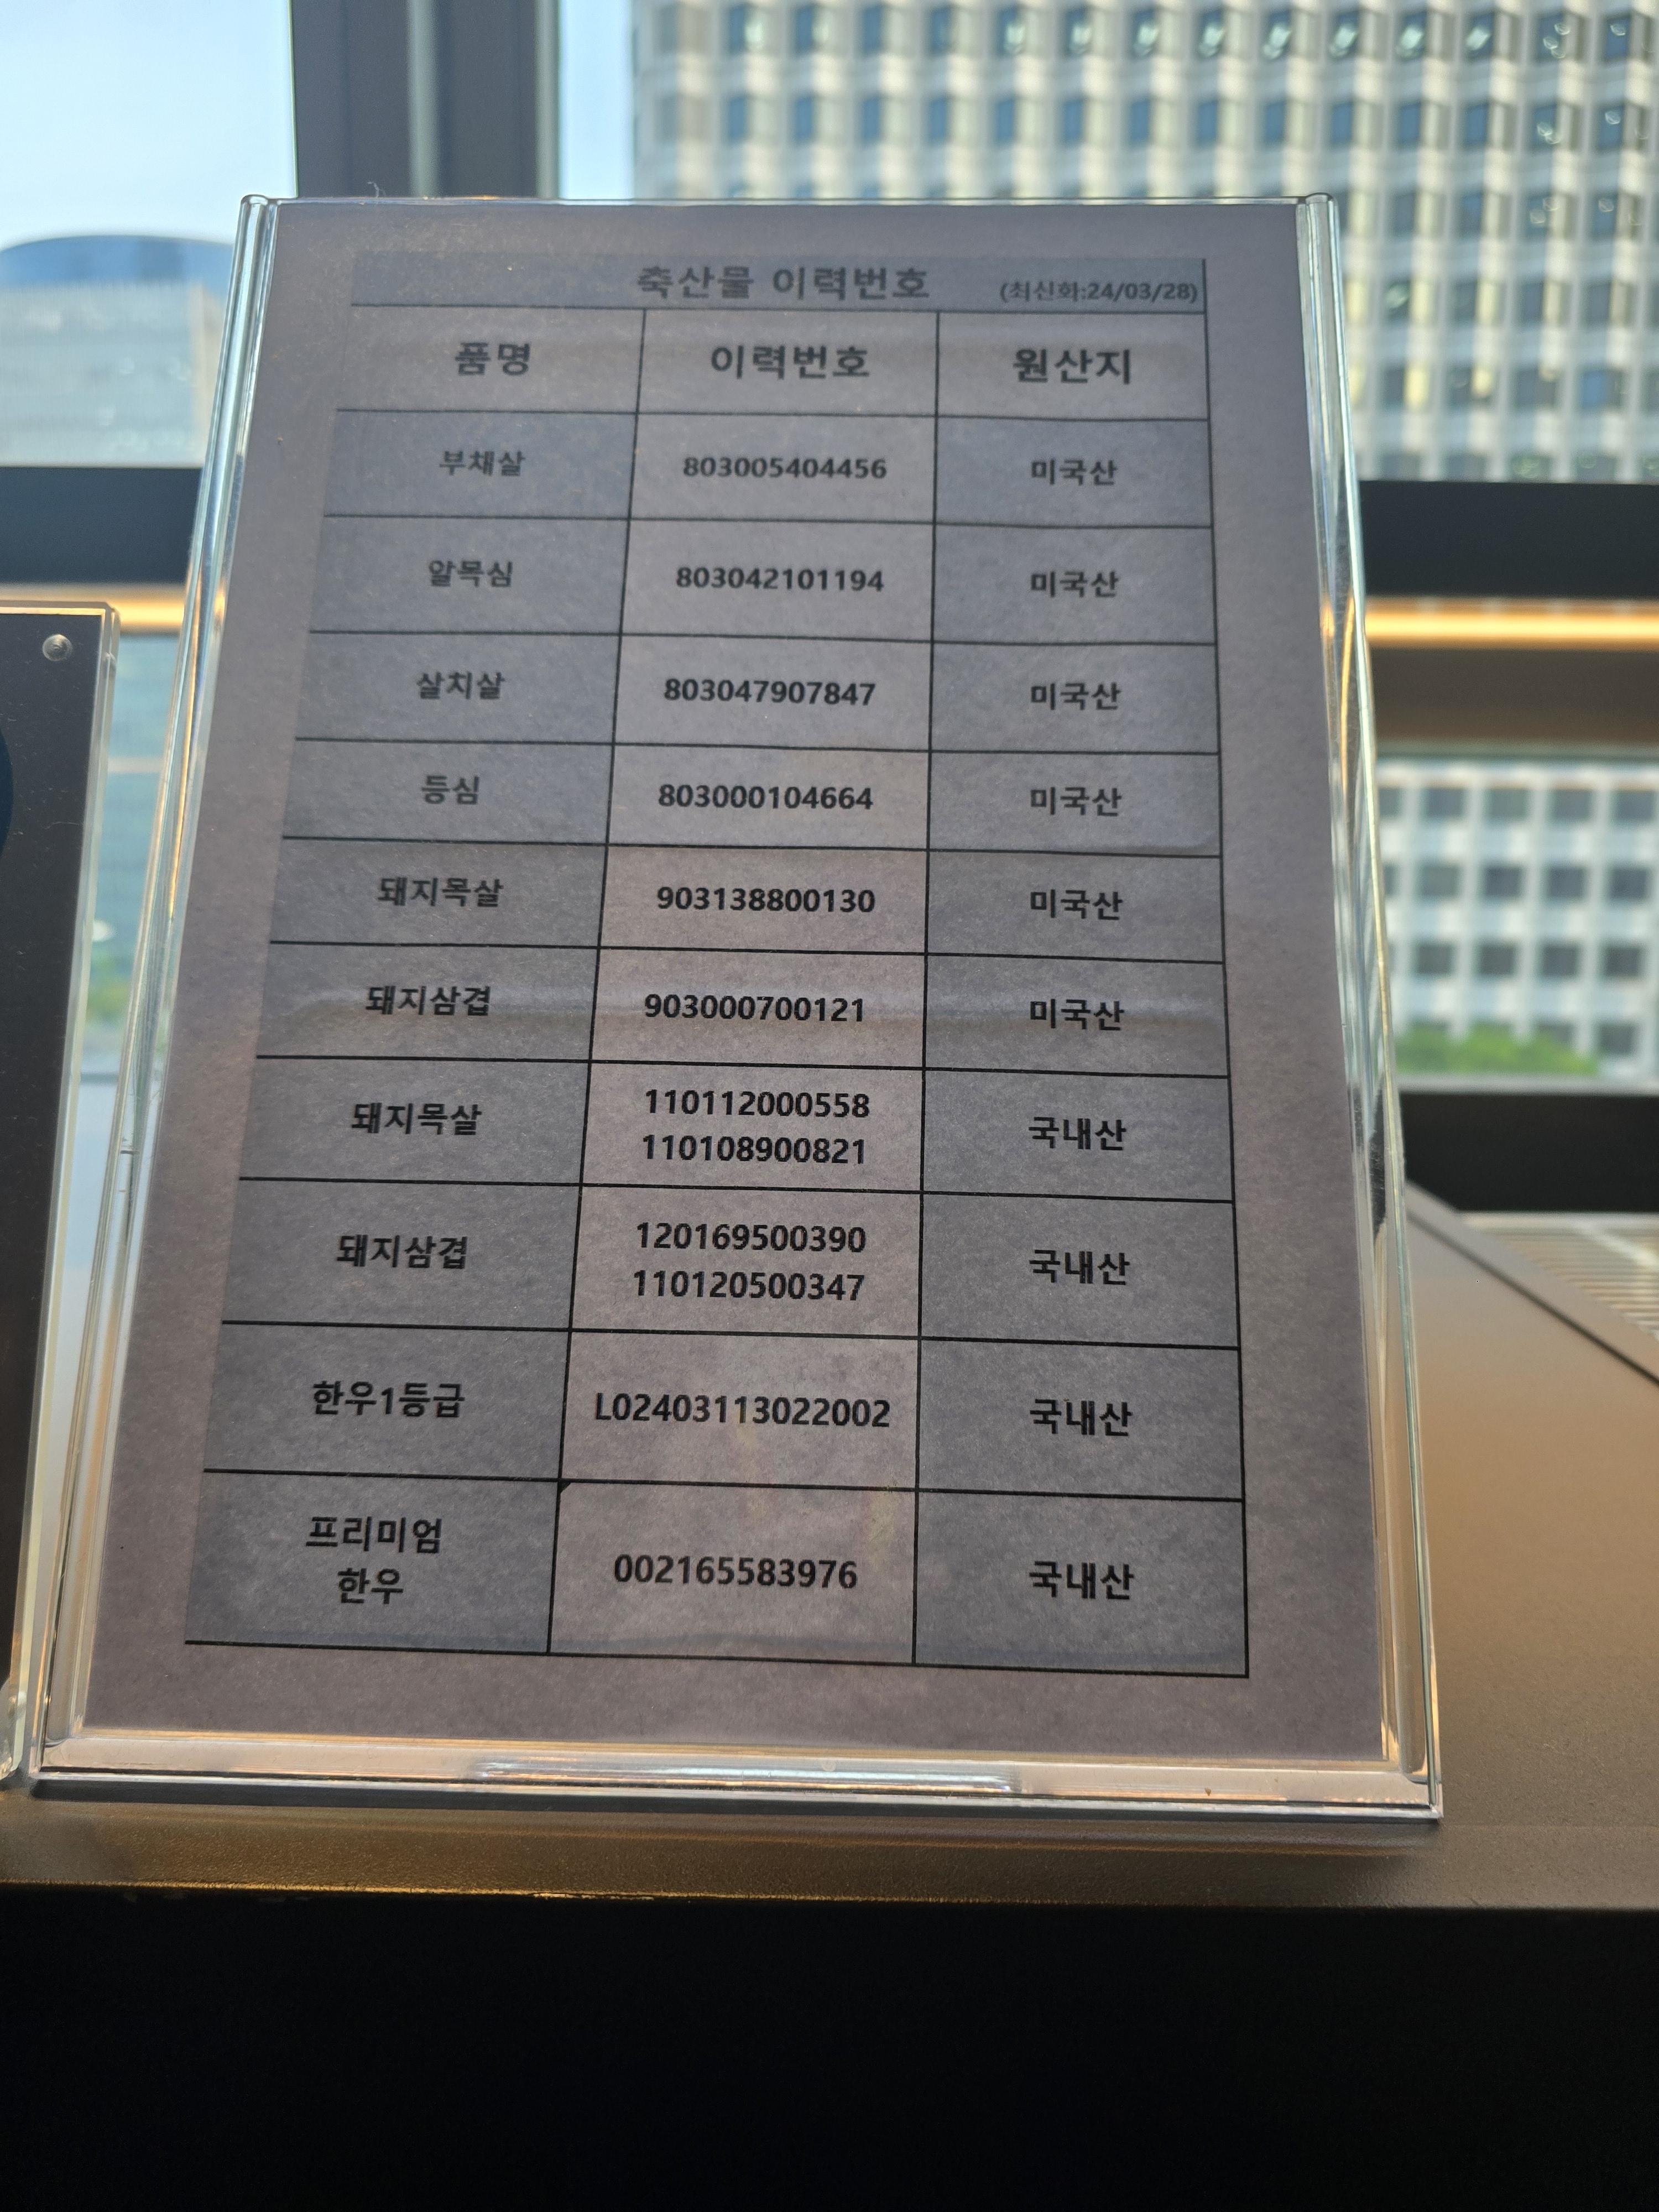 축산물 이력번호 (최신화:24/03/28)
품명 이력번호 원산지
부채살 803005404456 미국산
알목심 803042101194 미국산
살치살 803047907847 미국산
등심 803000104664 미국산
돼지목살 903138800130 미국산
돼지삼겹 903000700121 미국산
돼지목살 110112000558 110108900821 국내산
돼지삼겹 120169500390 110120500347 국내산
한우1등급 L02403113022002 국내산
프리미엄 한우 002165583976 국내산